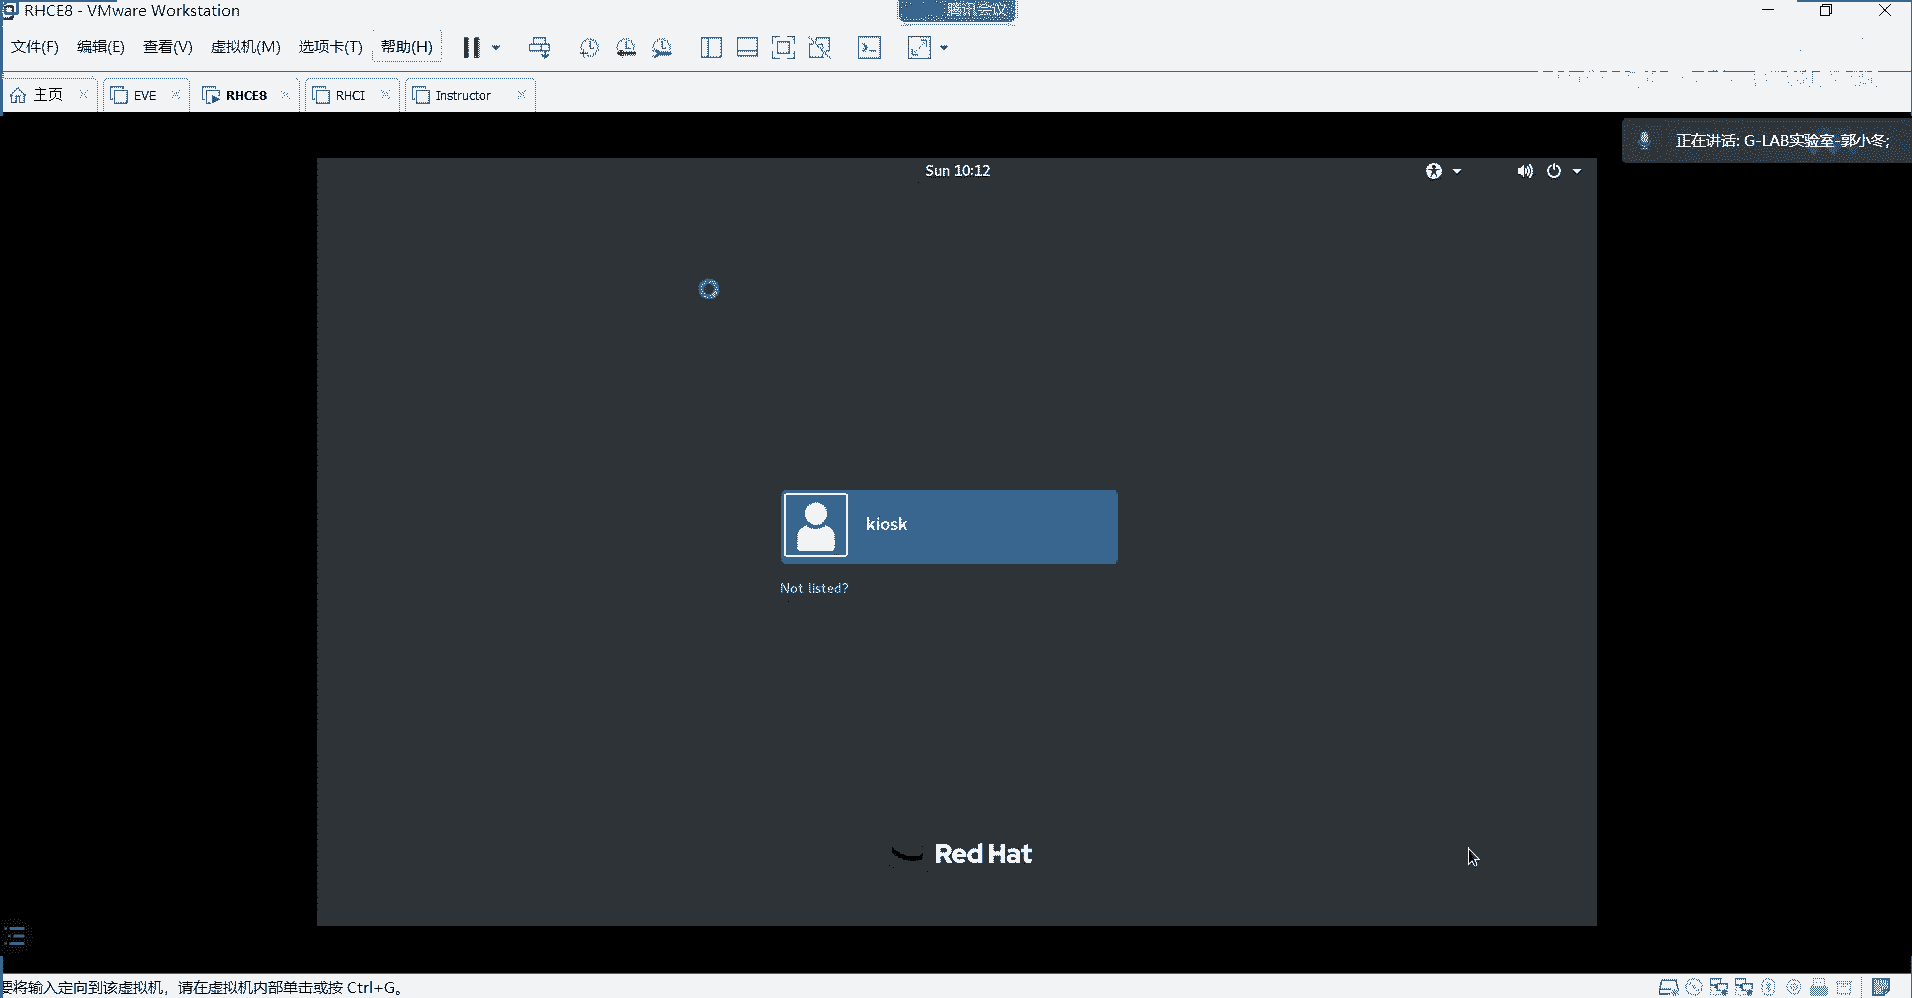 RHCE8 - VMware Workstation
腾讯会议
文件(F) 编辑(E) 查看(V) 虚拟机(M) 选项卡(T) 帮助(H)
主页 EVE RHCE8 RHCI Instructor
正在讲话: G-LAB实验室-郭小冬;
Sun 10:12
kiosk
Not listed?
Red Hat
要将输入定向到该虚拟机，请在虚拟机内部单击或按 Ctrl+G。